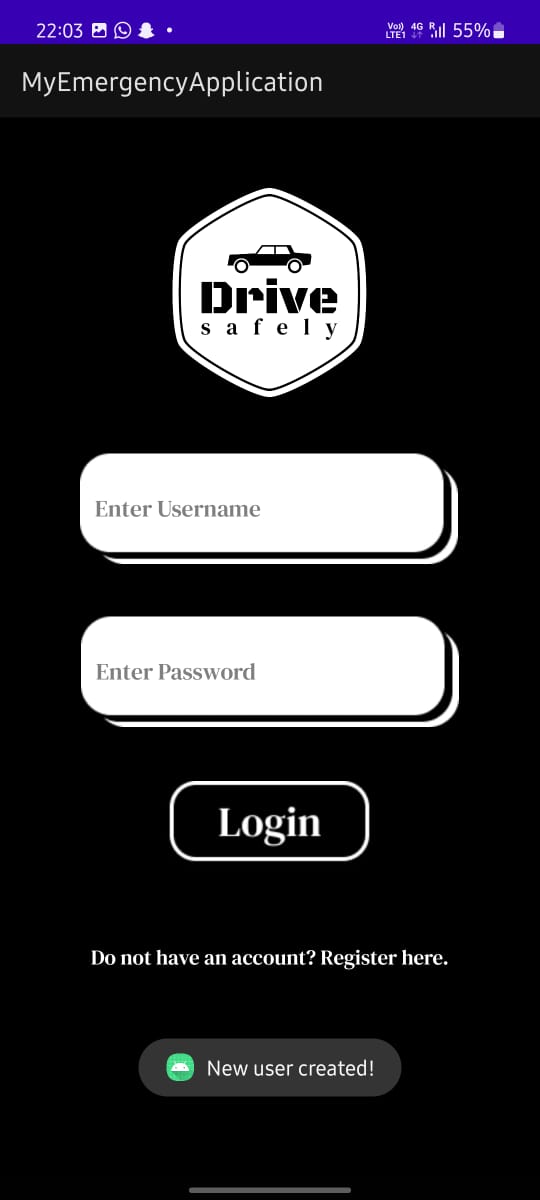 22:03
Vo) LTE1 4G R 55%
MyEmergencyApplication
Drive
safely
Enter Username
Enter Password
Login
Do not have an account? Register here.
New user created!